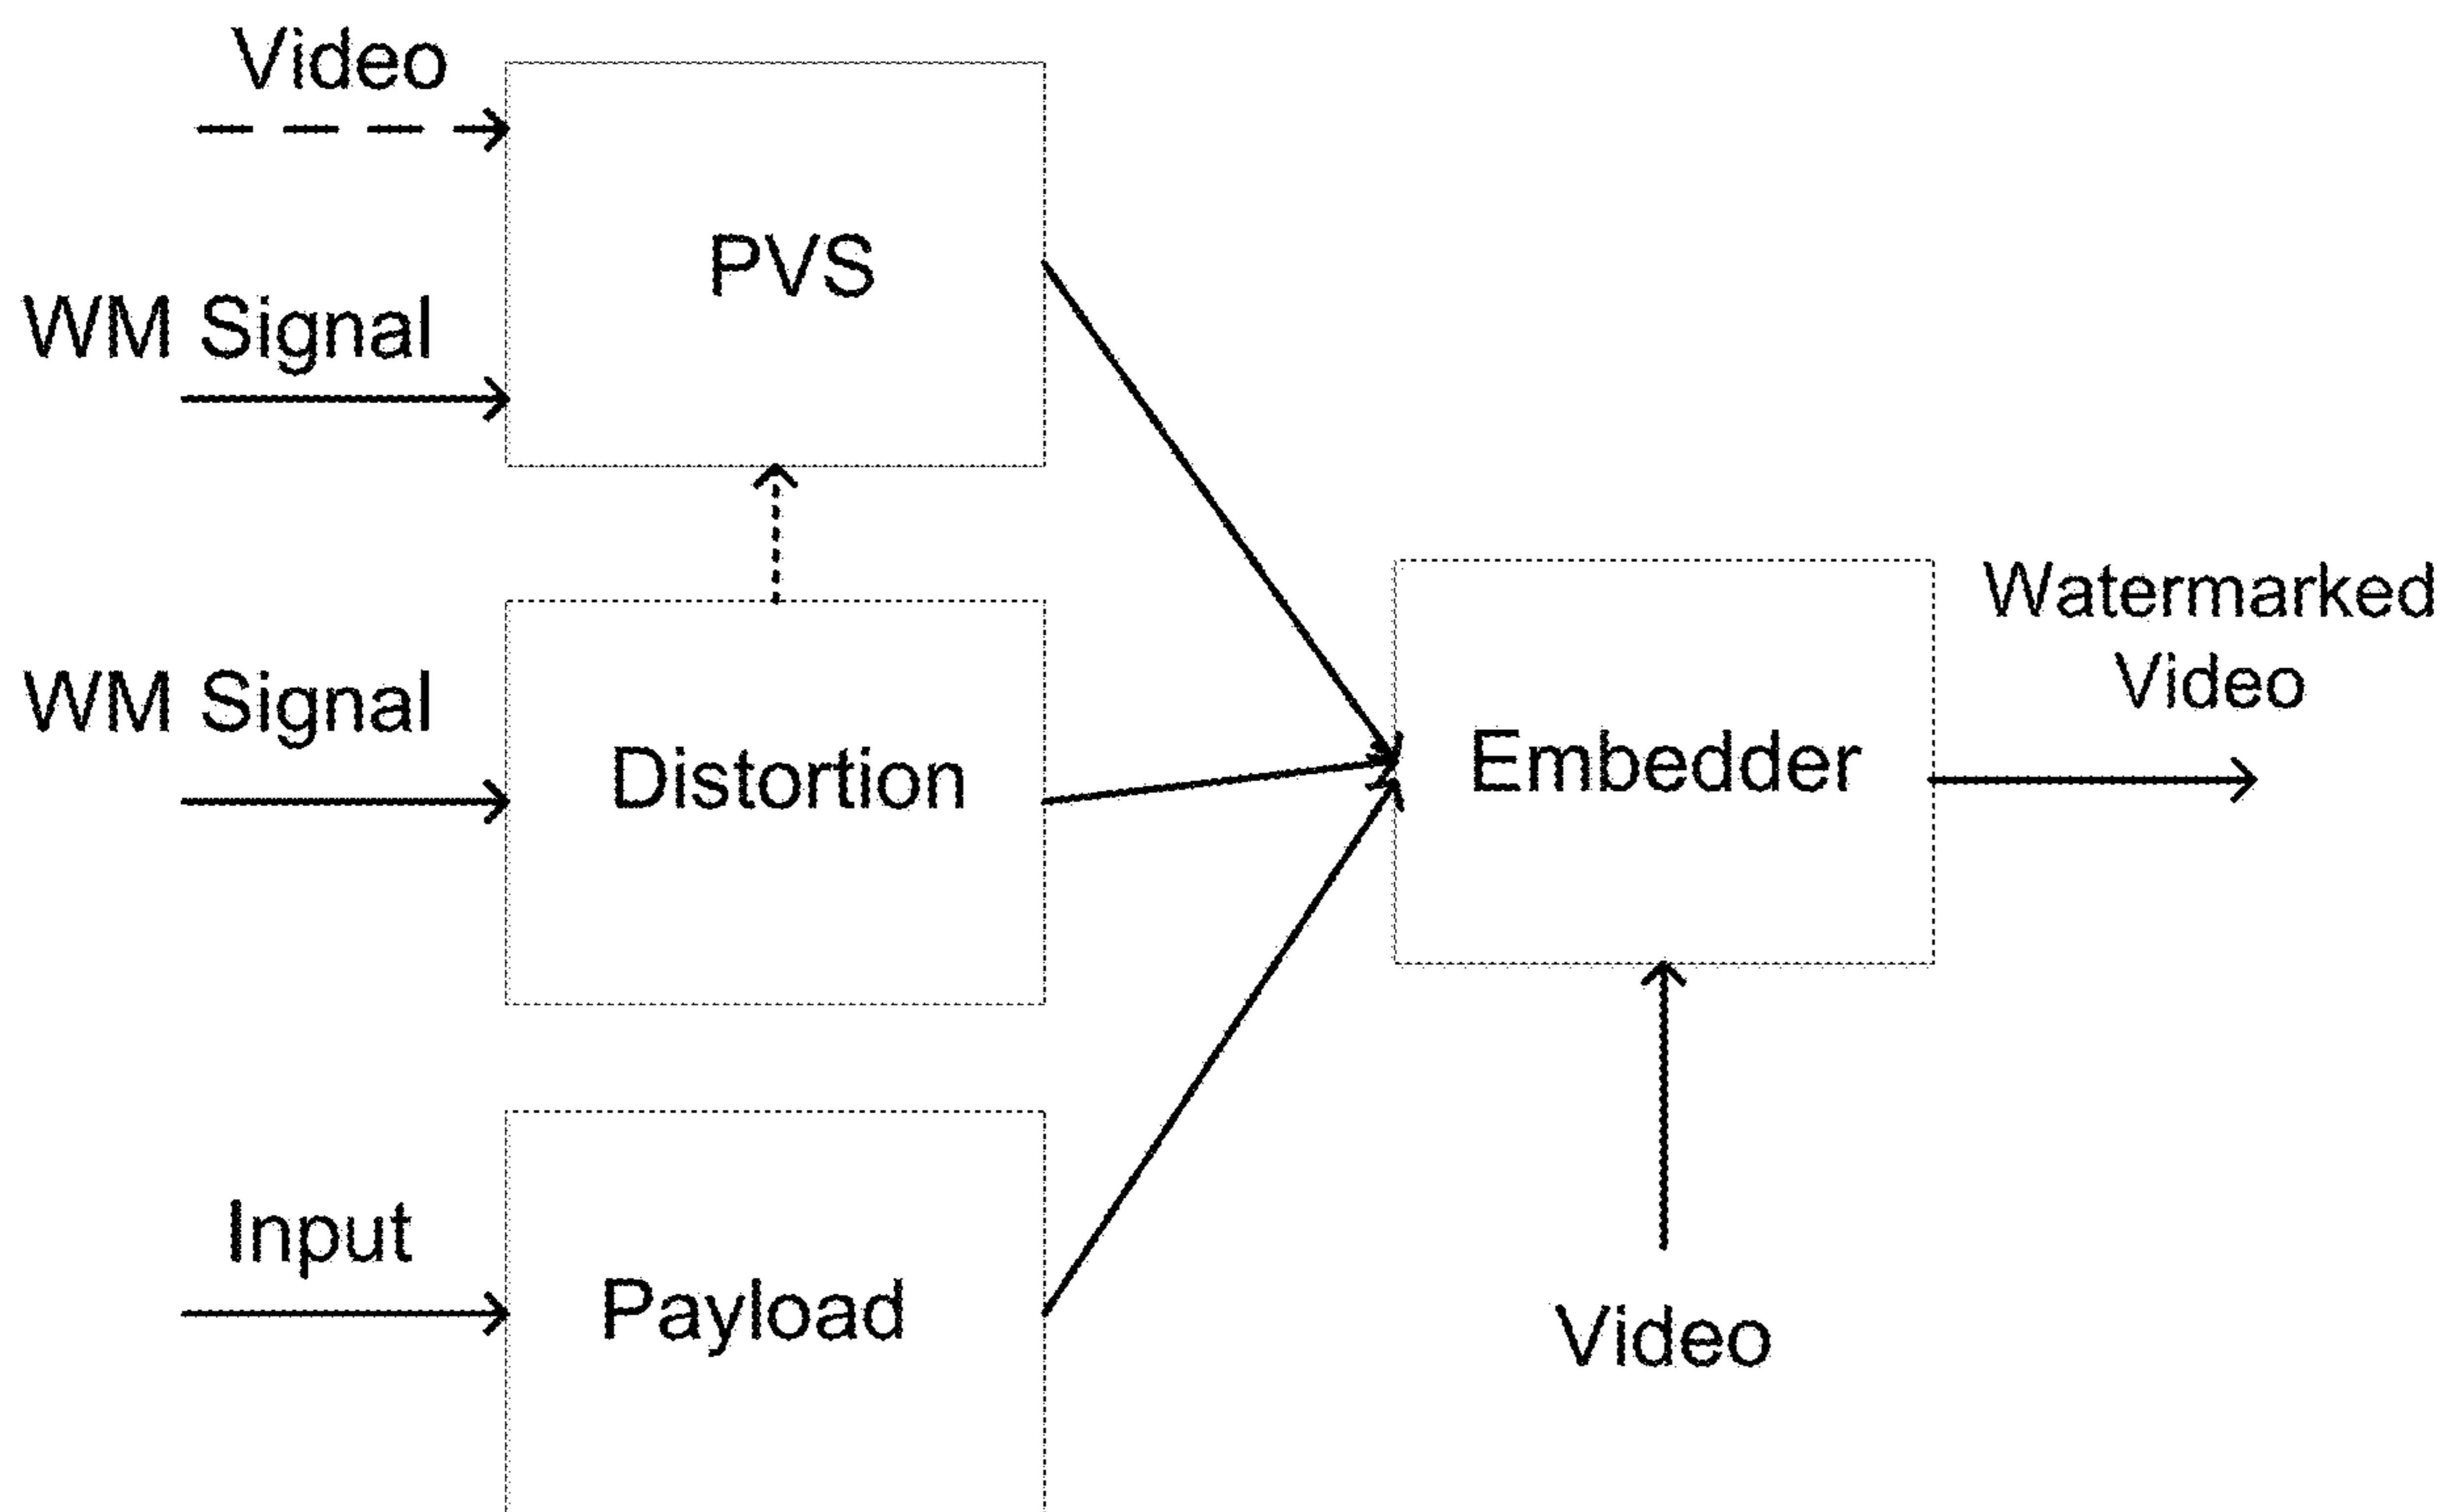 Video
PVS
WM Signal
WM Signal
Distortion
Input
Payload
Embedder
Video
Watermarked
Video